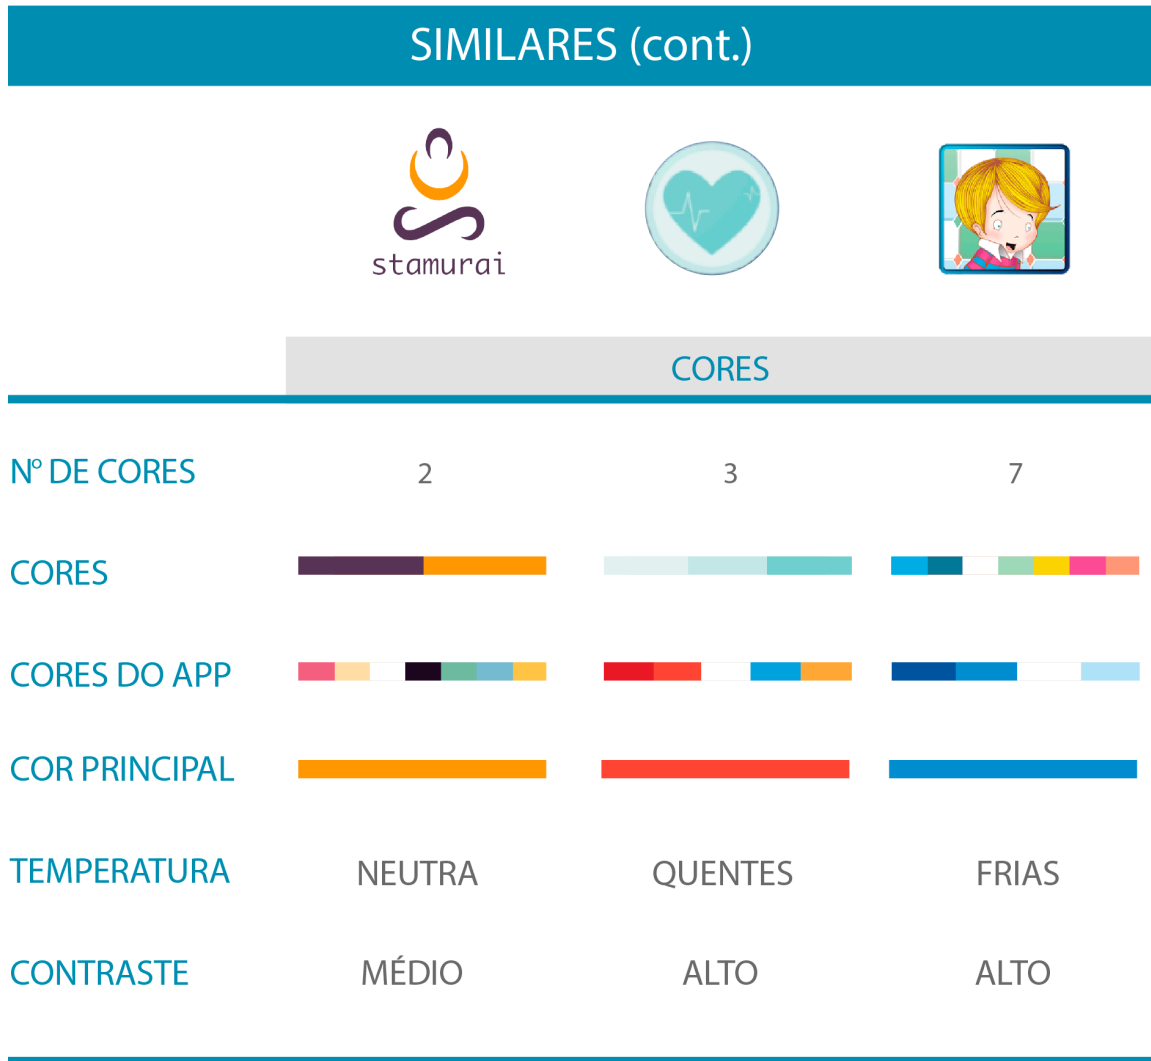 SIMILARES (cont.)
stamurai
CORES
Nº DE CORES 2 3 7
CORES
CORES DO APP
COR PRINCIPAL
TEMPERATURA NEUTRA QUENTES FRIAS
CONTRASTE MÉDIO ALTO ALTO